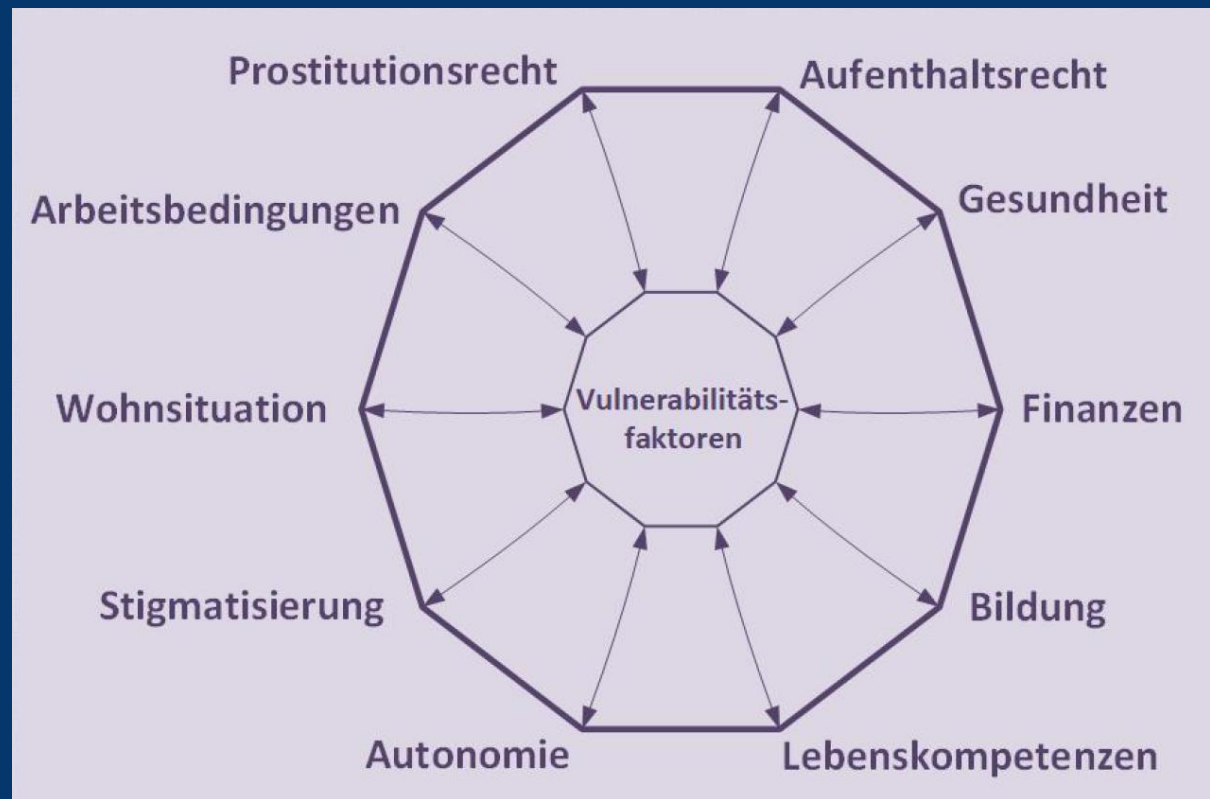 Prostitutionsrecht
Aufenthaltsrecht
Arbeitsbedingungen
Gesundheit
Wohnsituation
Vulnerabilitäts-
faktoren
Finanzen
Stigmatisierung
Bildung
Autonomie
Lebenskompetenzen